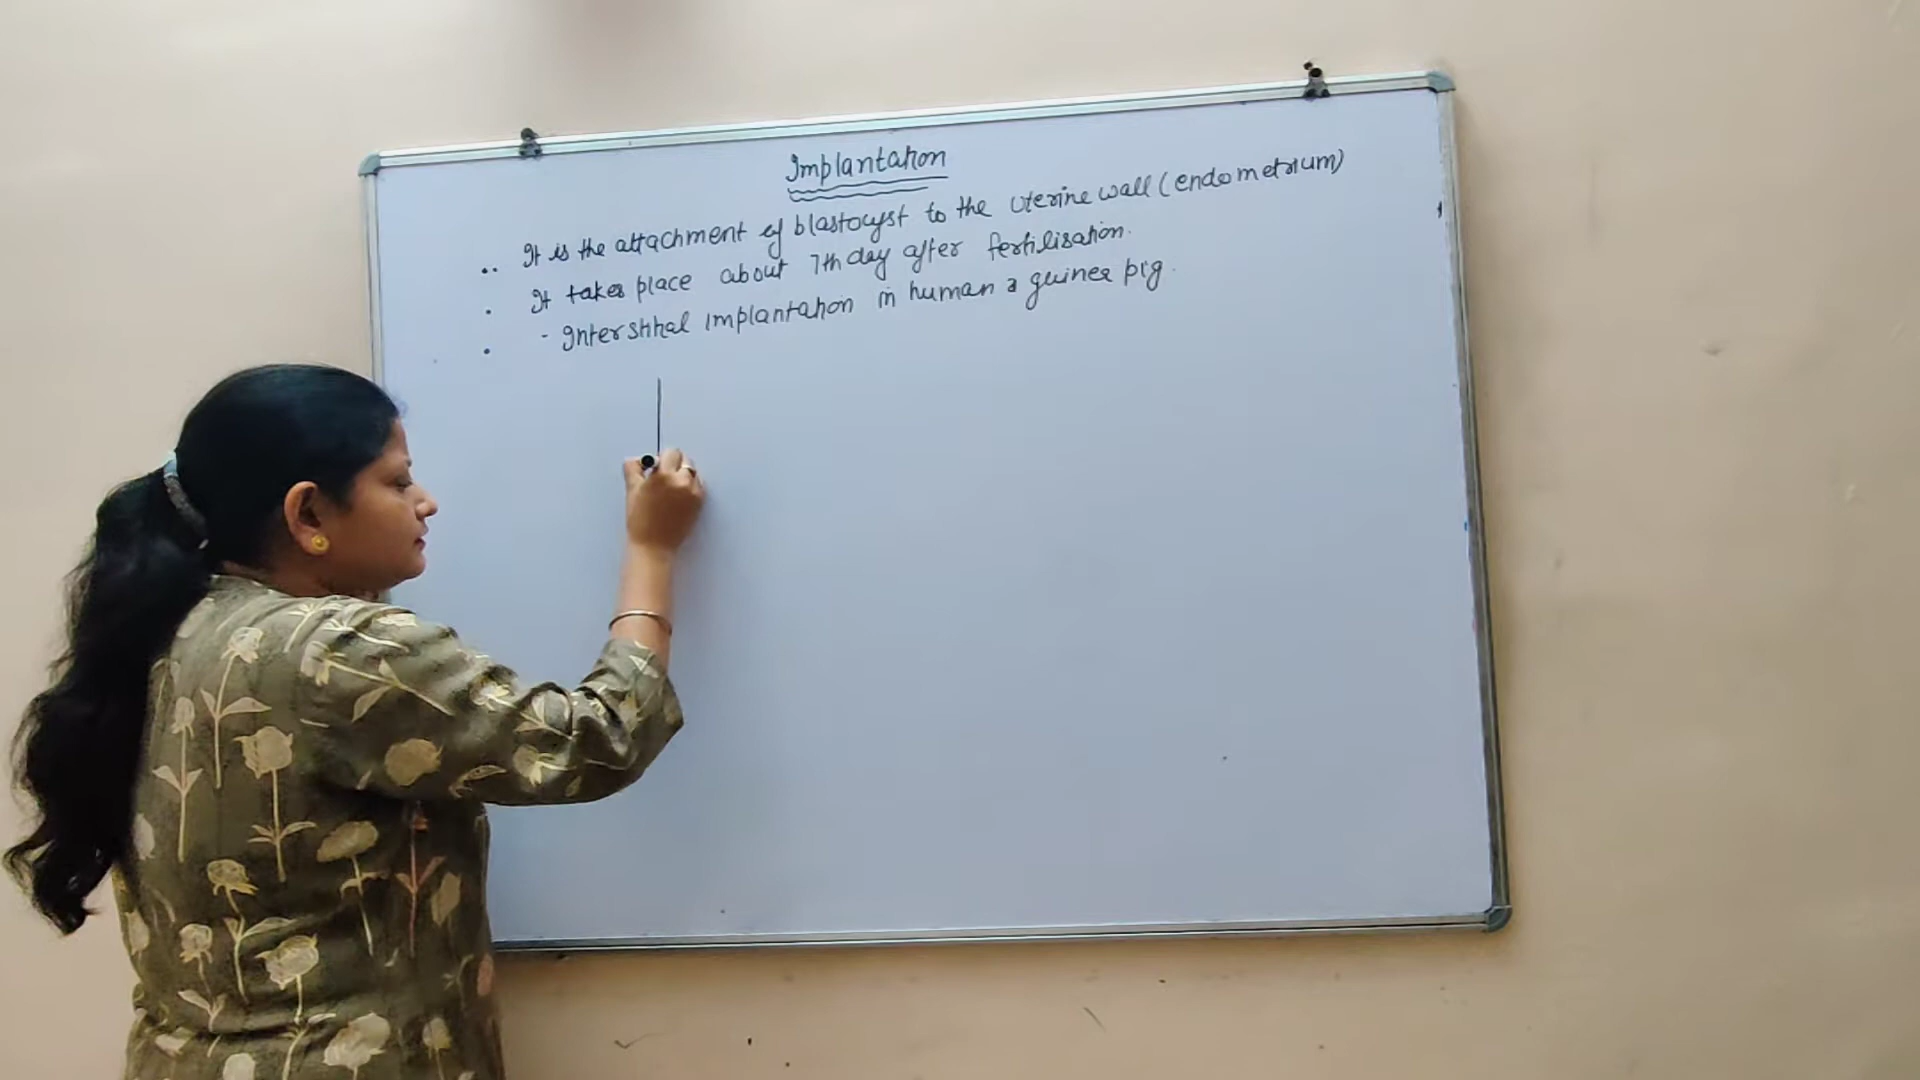 Implantation
.. It is the attachment of blastocyst to the uterine wall (endometrium)
. It takes place about 7th day after fertilisation.
. - Interstitial implantation in human & guinea pig.